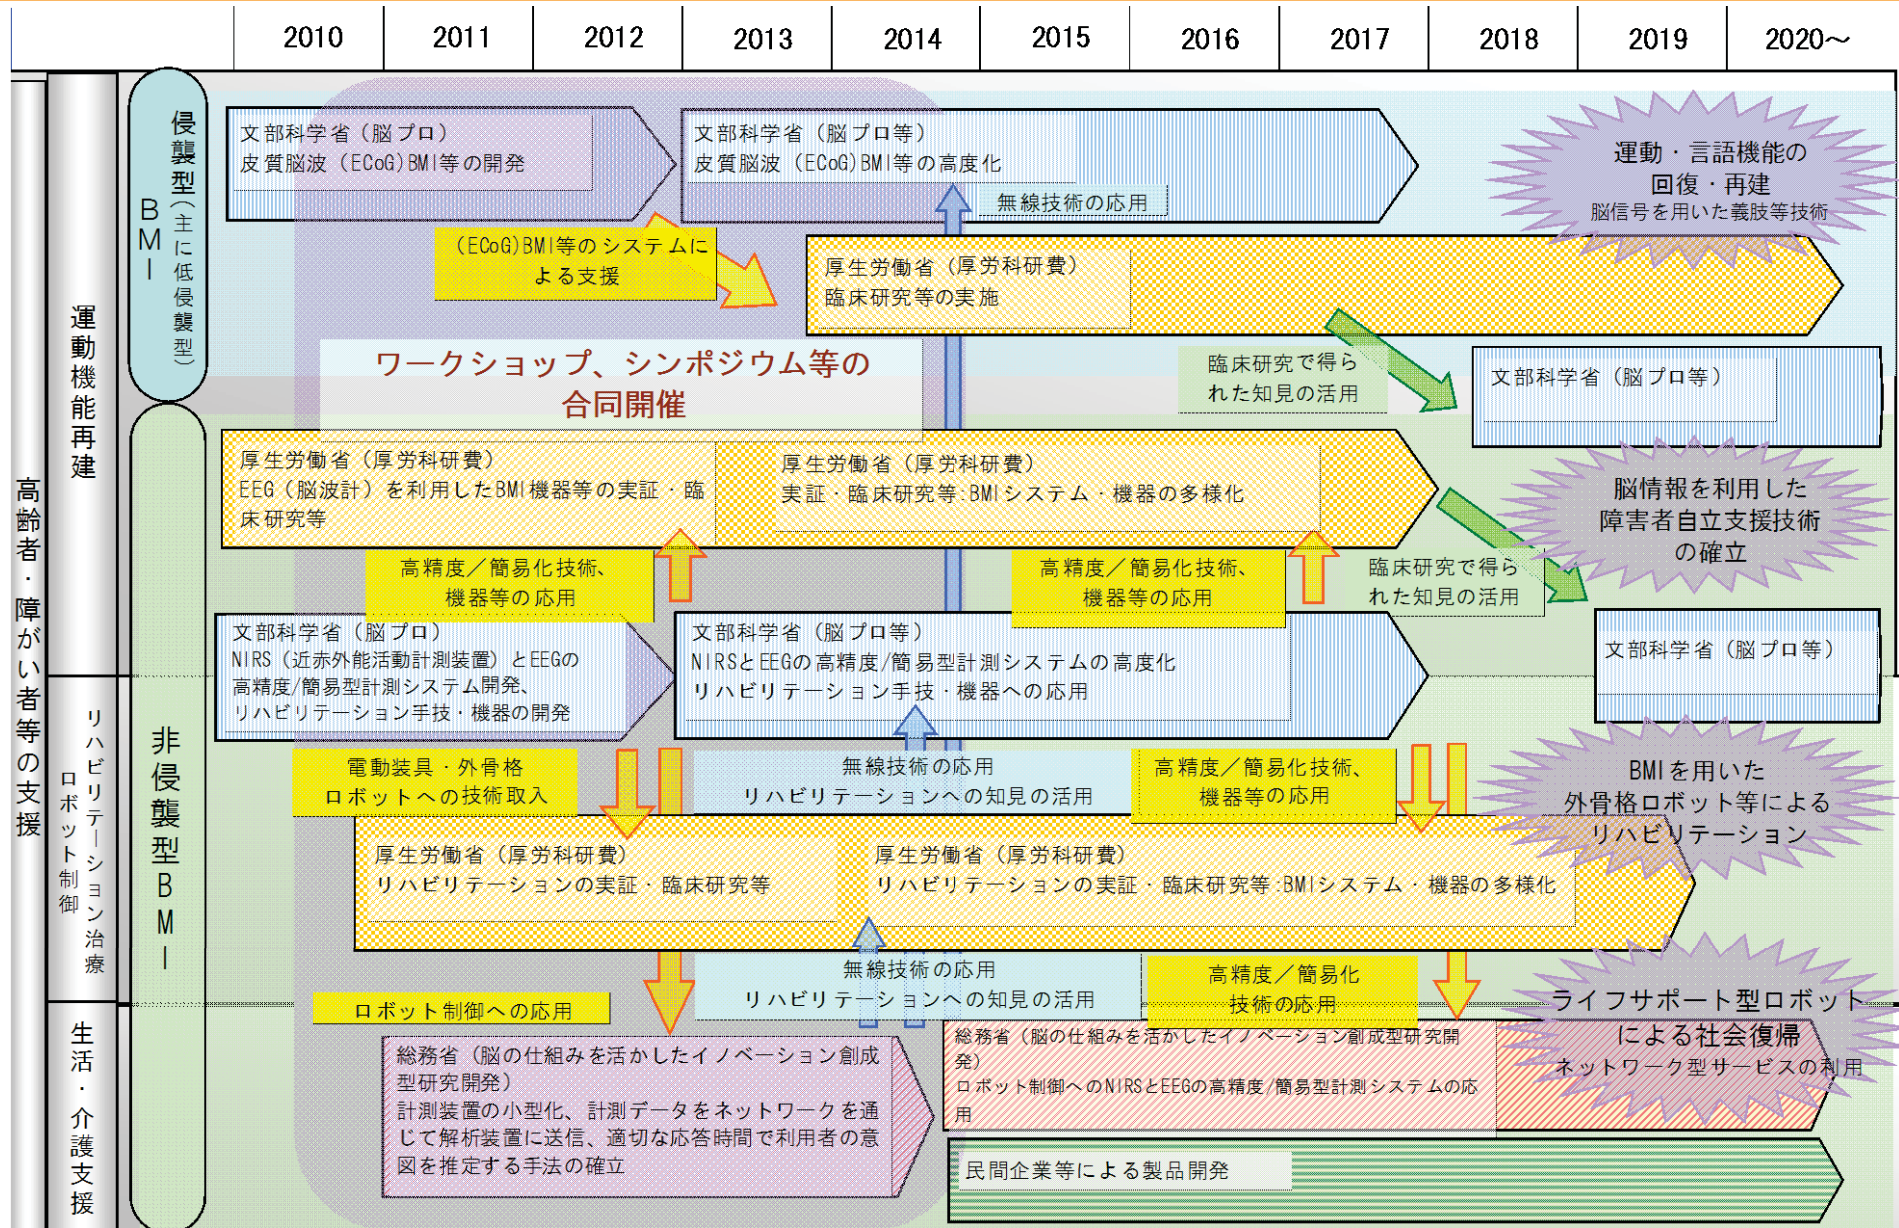 2010 2011 2012 2013 2014 2015 2016 2017 2018 2019 2020～
高齢者・障がい者等の支援
運動機能再建
リハビリテーション治療
ロボット制御
生活・介護支援
侵襲型(主に低侵襲型)
BMI
非侵襲型BMI
文部科学省（脳プロ）
皮質脳波（ECoG)BMI等の開発
文部科学省（脳プロ等）
皮質脳波（ECoG)BMI等の高度化
無線技術の応用
運動・言語機能の
回復・再建
脳信号を用いた義肢等技術
(ECoG)BMI等のシステムに
よる支援
厚生労働省（厚労科研費）
臨床研究等の実施
ワークショップ、シンポジウム等の
合同開催
臨床研究で得ら
れた知見の活用
文部科学省（脳プロ等）
厚生労働省（厚労科研費）
EEG（脳波計）を利用したBMI機器等の実証・臨
床研究等
厚生労働省（厚労科研費）
実証・臨床研究等:BMIシステム・機器の多様化
脳情報を利用した
障害者自立支援技術
の確立
高精度／簡易化技術、
機器等の応用
高精度／簡易化技術、
機器等の応用
臨床研究で得ら
れた知見の活用
文部科学省（脳プロ）
NIRS（近赤外能活動計測装置）とEEGの
高精度/簡易型計測システム開発、
リハビリテーション手技・機器の開発
文部科学省（脳プロ等）
NIRSとEEGの高精度/簡易型計測システムの高度化
リハビリテーション手技・機器への応用
文部科学省（脳プロ等）
電動装具・外骨格
ロボットへの技術取入
無線技術の応用
リハビリテーションへの知見の活用
高精度／簡易化技術、
機器等の応用
BMIを用いた
外骨格ロボット等による
リハビリテーション
厚生労働省（厚労科研費）
リハビリテーションの実証・臨床研究等
厚生労働省（厚労科研費）
リハビリテーションの実証・臨床研究等:BMIシステム・機器の多様化
ロボット制御への応用
無線技術の応用
リハビリテーションへの知見の活用
高精度／簡易化
技術の応用
ライフサポート型ロボット
による社会復帰
ネットワーク型サービスの利用
総務省（脳の仕組みを活かしたイノベーション創成
型研究開発）
計測装置の小型化、計測データをネットワークを通
じて解析装置に送信、適切な応答時間で利用者の意
図を推定する手法の確立
総務省（脳の仕組みを活かしたイノベーション創成型研究開
発）
ロボット制御へのNIRSとEEGの高精度/簡易型計測システムの応
用
民間企業等による製品開発